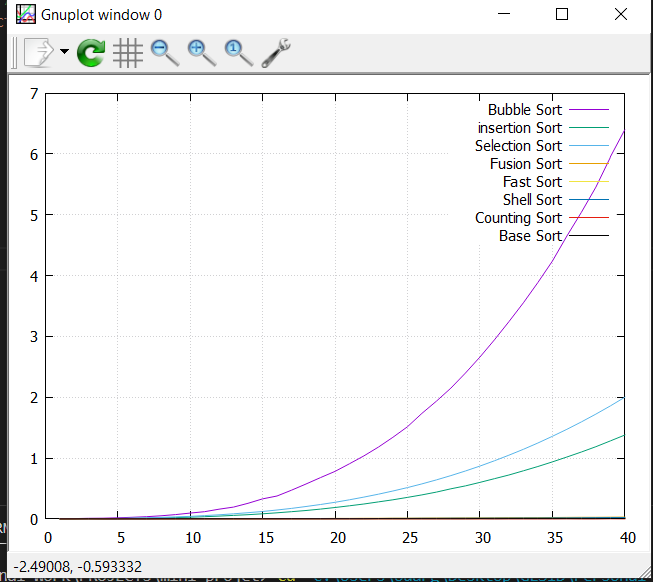 Gnuplot window 0
7
6
5
4
3
2
1
0
Bubble Sort
insertion Sort
Selection Sort
Fusion Sort
Fast Sort
Shell Sort
Counting Sort
Base Sort
0 5 10 15 20 25 30 35 40
-2.49008, -0.593332